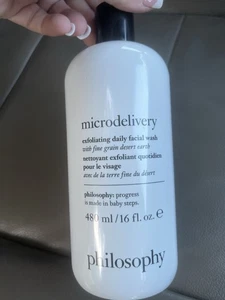 microdelivery
exfoliating daily facial wash
with fine grain desert earth
nettoyant exfoliant quotidien
pour le visage
avec de la terre fine du désert
philosophy: progress
is made in baby steps.
480 ml/16 fl. oz. e
philosophy